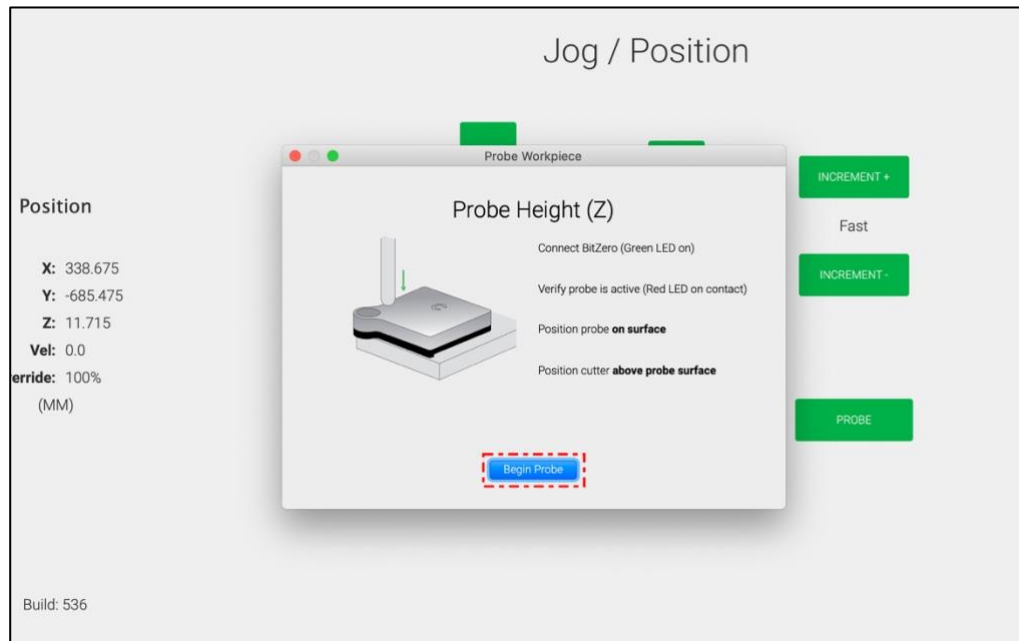 Jog / Position
Probe Workpiece
INCREMENT +
Position
Probe Height (Z)
Fast
Connect BitZero (Green LED on)
X: 338.675
INCREMENT -
Verify probe is active (Red LED on contact)
Y: -685.475
Z: 11.715
Position probe on surface
Vel: 0.0
Position cutter above probe surface
erride: 100%
(MM)
PROBE
Begin Probe
Build: 536